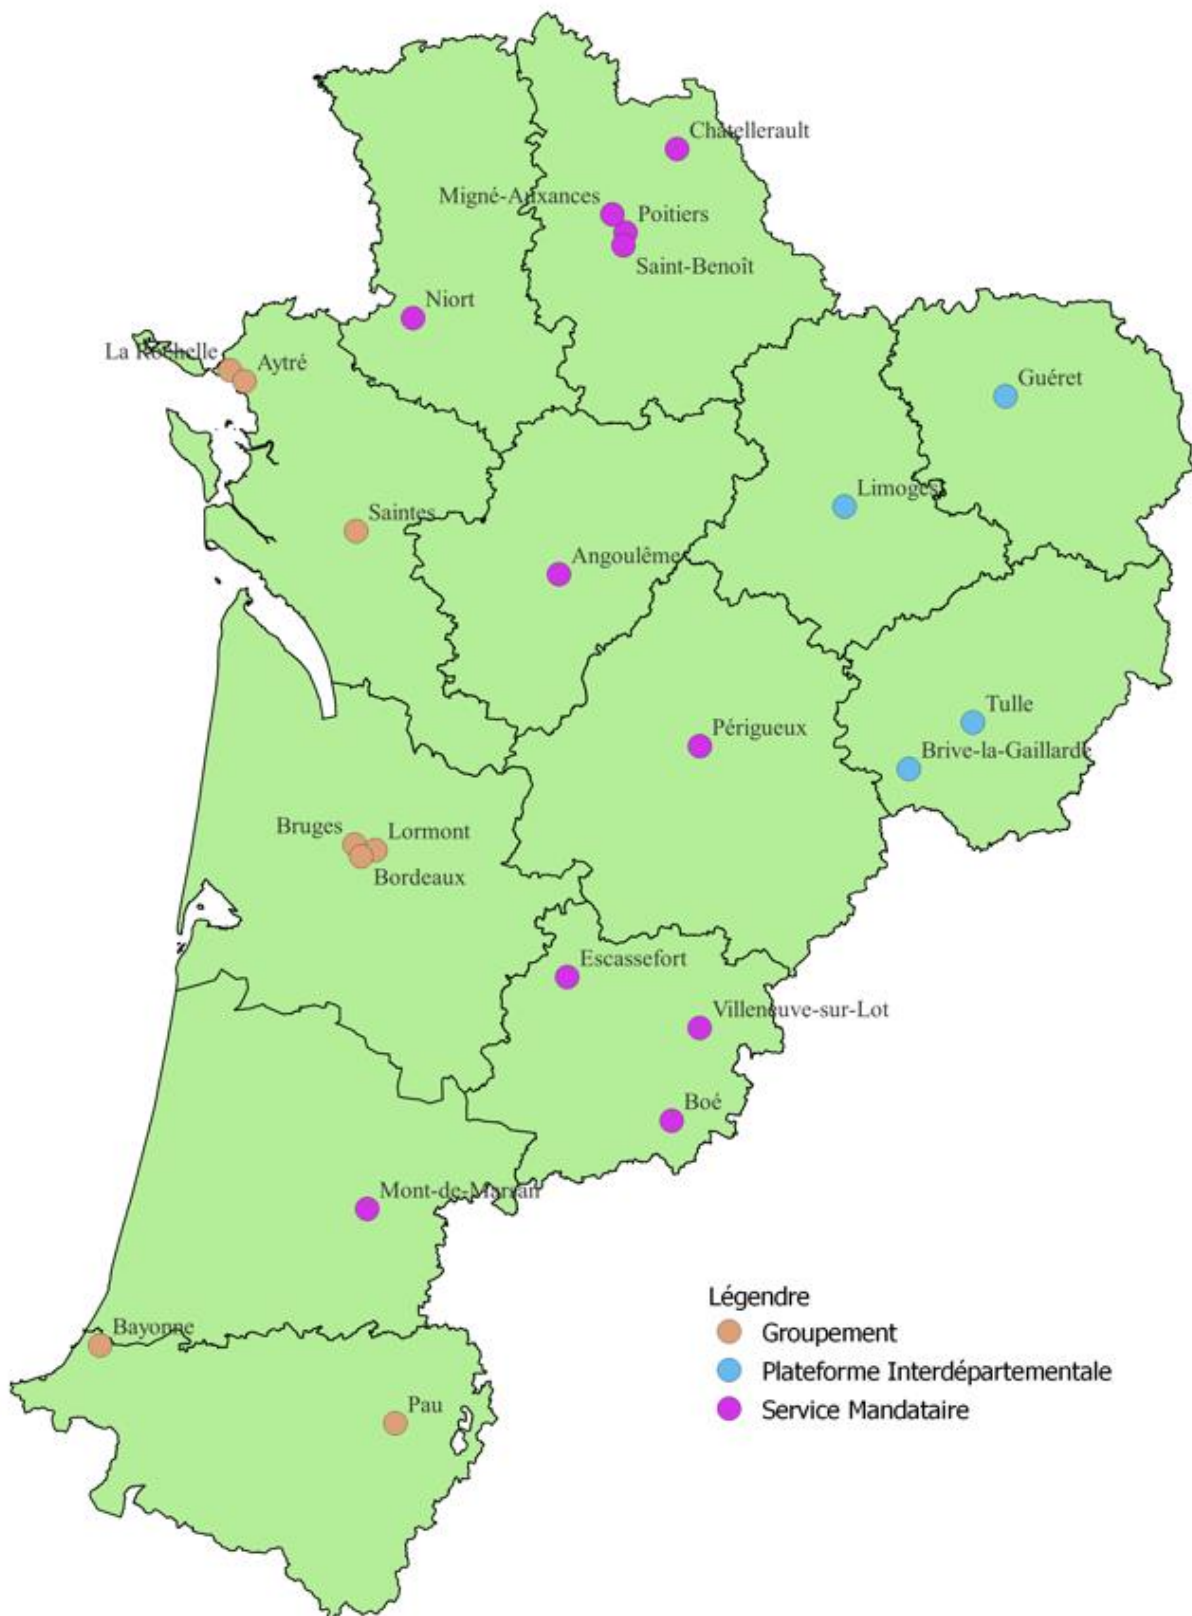 Châtellerault
Migné-Auxances
Poitiers
Saint-Benoît
Niort
La Rochelle
Aytré
Guéret
Limoges
Saintes
Angoulême
Tulle
Périgueux
Brive-la-Gaillarde
Bruges
Lormont
Bordeaux
Escassefort
Villeneuve-sur-Lot
Boé
Mont-de-Marsan
Légendre
Bayonne
Groupement
Plateforme Interdépartementale
Pau
Service Mandataire